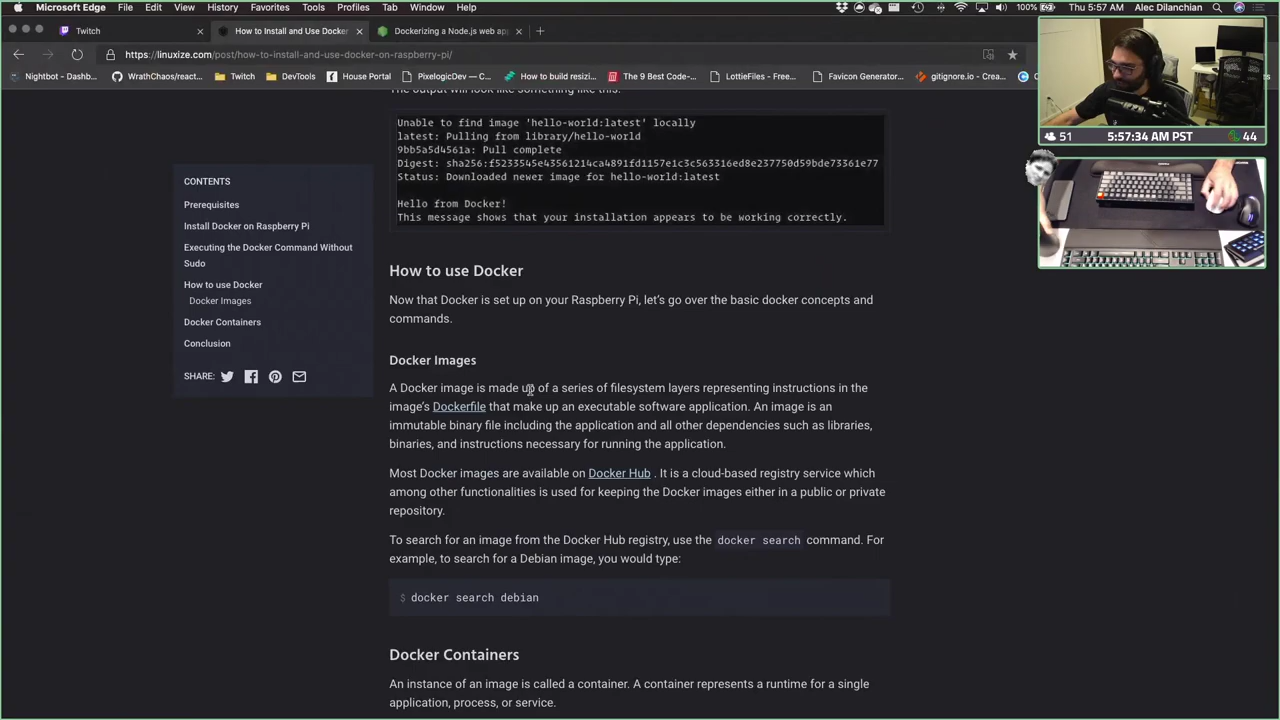 Microsoft Edge File Edit View History Favorites Tools Profiles Tab Window Help
100% Thu 5:57 AM Alec Dilanchian
Twitch
How to Install and Use Docker
Dockerizing a Node.js web app
https://linuxize.com/post/how-to-install-and-use-docker-on-raspberry-pi/
Nightbot - Dashb... WrathChaos/react... Twitch DevTools House Portal PixelogicDev — C... How to build resizi... The 9 Best Code-... LottieFiles - Free... Favicon Generator... gitignore.io - Crea...
51 5:57:34 AM PST 44
The output will look like something like this:
Unable to find image 'hello-world:latest' locally
latest: Pulling from library/hello-world
9bb5a5d4561a: Pull complete
Digest: sha256:f5233545e43561214ca4891fd1157e1c3c563316ed8e237750d59bde73361e77
Status: Downloaded newer image for hello-world:latest
Hello from Docker!
This message shows that your installation appears to be working correctly.
CONTENTS
Prerequisites
Install Docker on Raspberry Pi
Executing the Docker Command Without
Sudo
How to use Docker
Docker Images
Docker Containers
Conclusion
SHARE:
How to use Docker
Now that Docker is set up on your Raspberry Pi, let's go over the basic docker concepts and
commands.
Docker Images
A Docker image is made up of a series of filesystem layers representing instructions in the
image's Dockerfile that make up an executable software application. An image is an
immutable binary file including the application and all other dependencies such as libraries,
binaries, and instructions necessary for running the application.
Most Docker images are available on Docker Hub . It is a cloud-based registry service which
among other functionalities is used for keeping the Docker images either in a public or private
repository.
To search for an image from the Docker Hub registry, use the docker search command. For
example, to search for a Debian image, you would type:
$ docker search debian
Docker Containers
An instance of an image is called a container. A container represents a runtime for a single
application, process, or service.